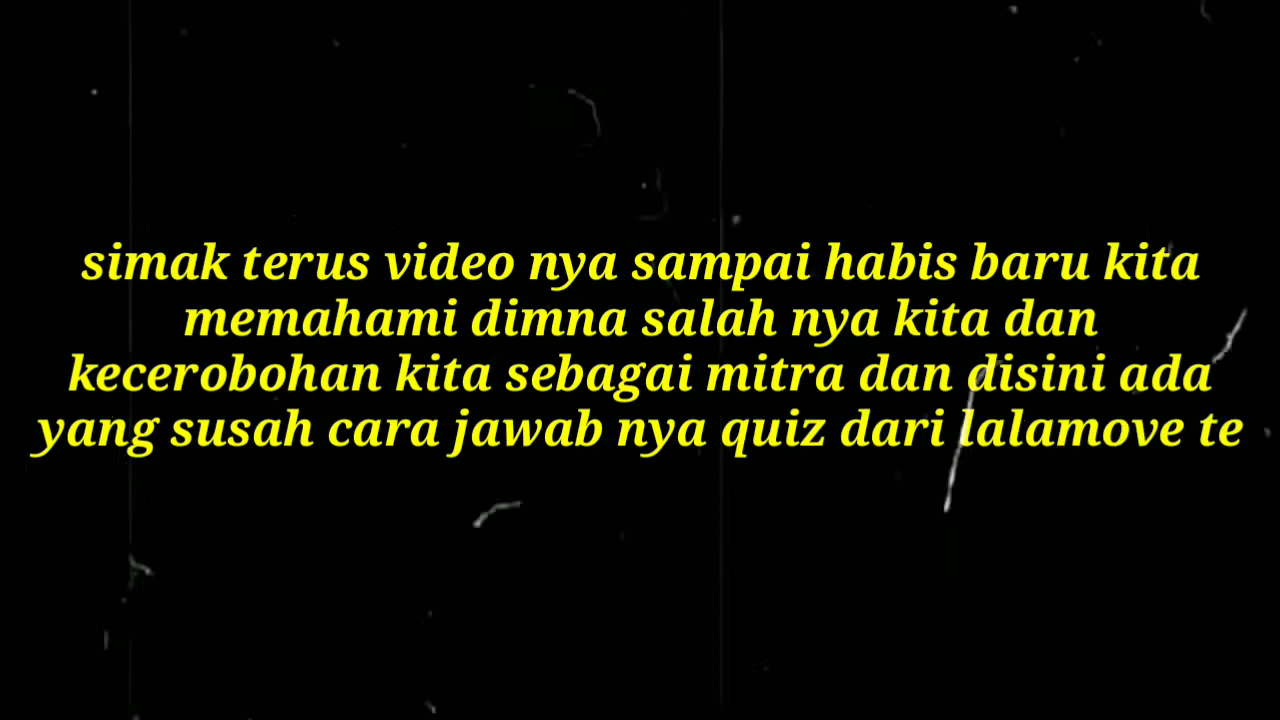 simak terus video nya sampai habis baru kita
memahami dimna salah nya kita dan
kecerobohan kita sebagai mitra dan disini ada
yang susah cara jawab nya quiz dari lalamove te